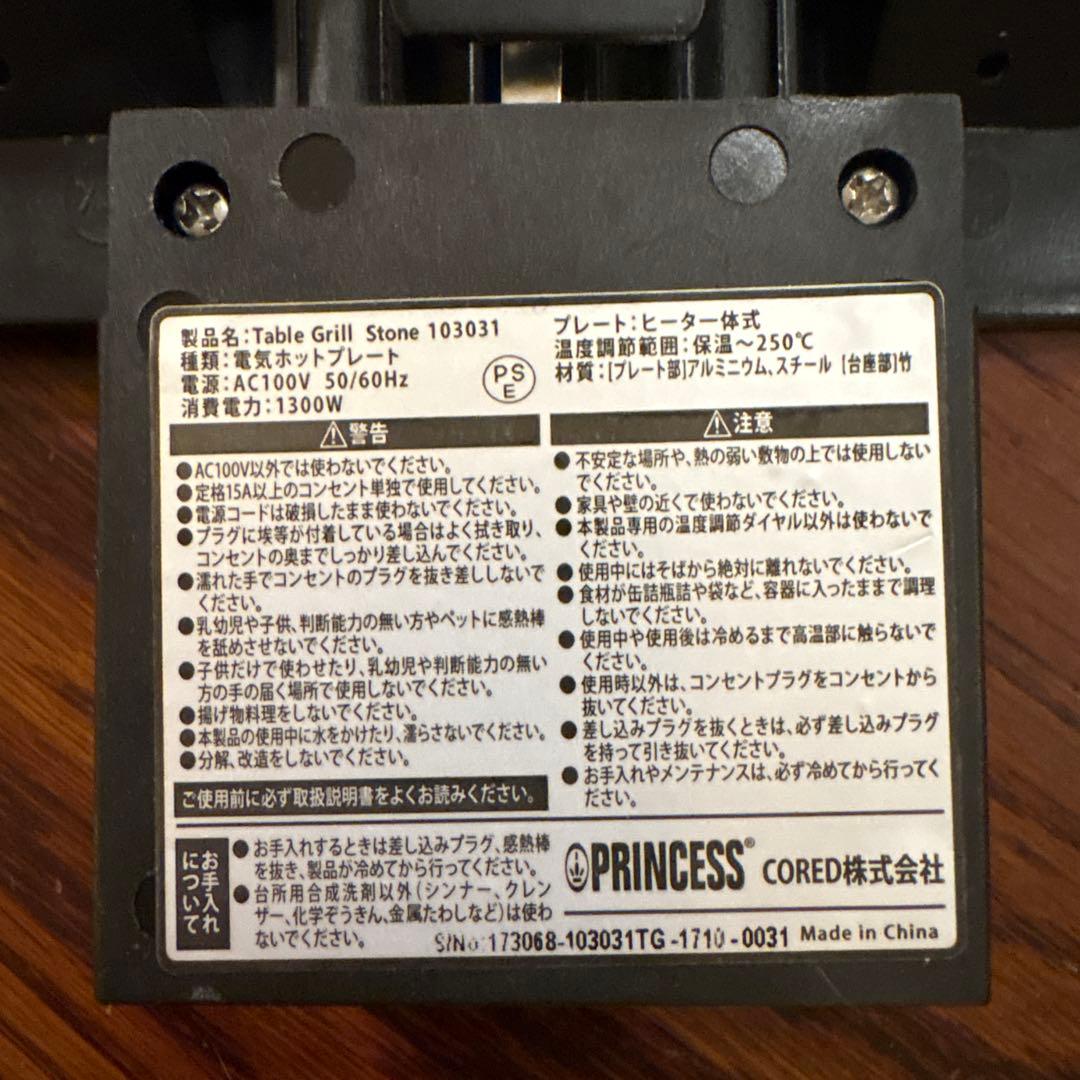 製品名:Table Grill Stone 103031
種類:電気ホットプレート
電源:AC100V 50/60Hz
消費電力:1300W
PS
E
プレート:ヒーター体式
温度調節範囲:保温～250℃
材質:[プレート部]アルミニウム、スチール [台座部]竹
警告
●AC100V以外では使わないでください。
●定格15A以上のコンセント単独で使用してください。
●電源コードは破損したまま使わないでください。
●プラグに埃等が付着している場合はよく拭き取り、
コンセントの奥までしっかり差し込んでください。
●濡れた手でコンセントのプラグを抜き差ししないで
ください。
●乳幼児や子供、判断能力の無い方やペットに感熱棒
を舐めさせないでください。
●子供だけで使わせたり、乳幼児や判断能力の無い
方の手の届く場所で使用しないでください。
●揚げ物料理をしないでください。
●本製品の使用中に水をかけたり、濡らさないでください。
●分解、改造をしないでください。
ご使用前に必ず取扱説明書をよくお読みください。
注意
●不安定な場所や、熱の弱い敷物の上では使用しない
でください。
●家具や壁の近くで使わないでください。
●本製品専用の温度調節ダイヤル以外は使わないで
ください。
●使用中にはそばから絶対に離れないでください。
●食材が缶詰瓶詰や袋など、容器に入ったままで調理
しないでください。
●使用中や使用後は冷めるまで高温部に触らないで
ください。
●使用時以外は、コンセントプラグをコンセントから
抜いてください。
●差し込みプラグを抜くときは、必ず差し込みプラグ
を持って引き抜いてください。
●お手入れやメンテナンスは、必ず冷めてから行ってく
ださい。
お手入れ
について
●お手入れするときは差し込みプラグ、感熱棒
を抜き、製品が冷めてから行ってください。
●台所用合成洗剤以外(シンナー、クレン
ザー、化学ぞうきん、金属たわしなど)は使わ
ないでください。
PRINCESS® CORED株式会社
S/No:173068-103031TG-1710-0031 Made in China